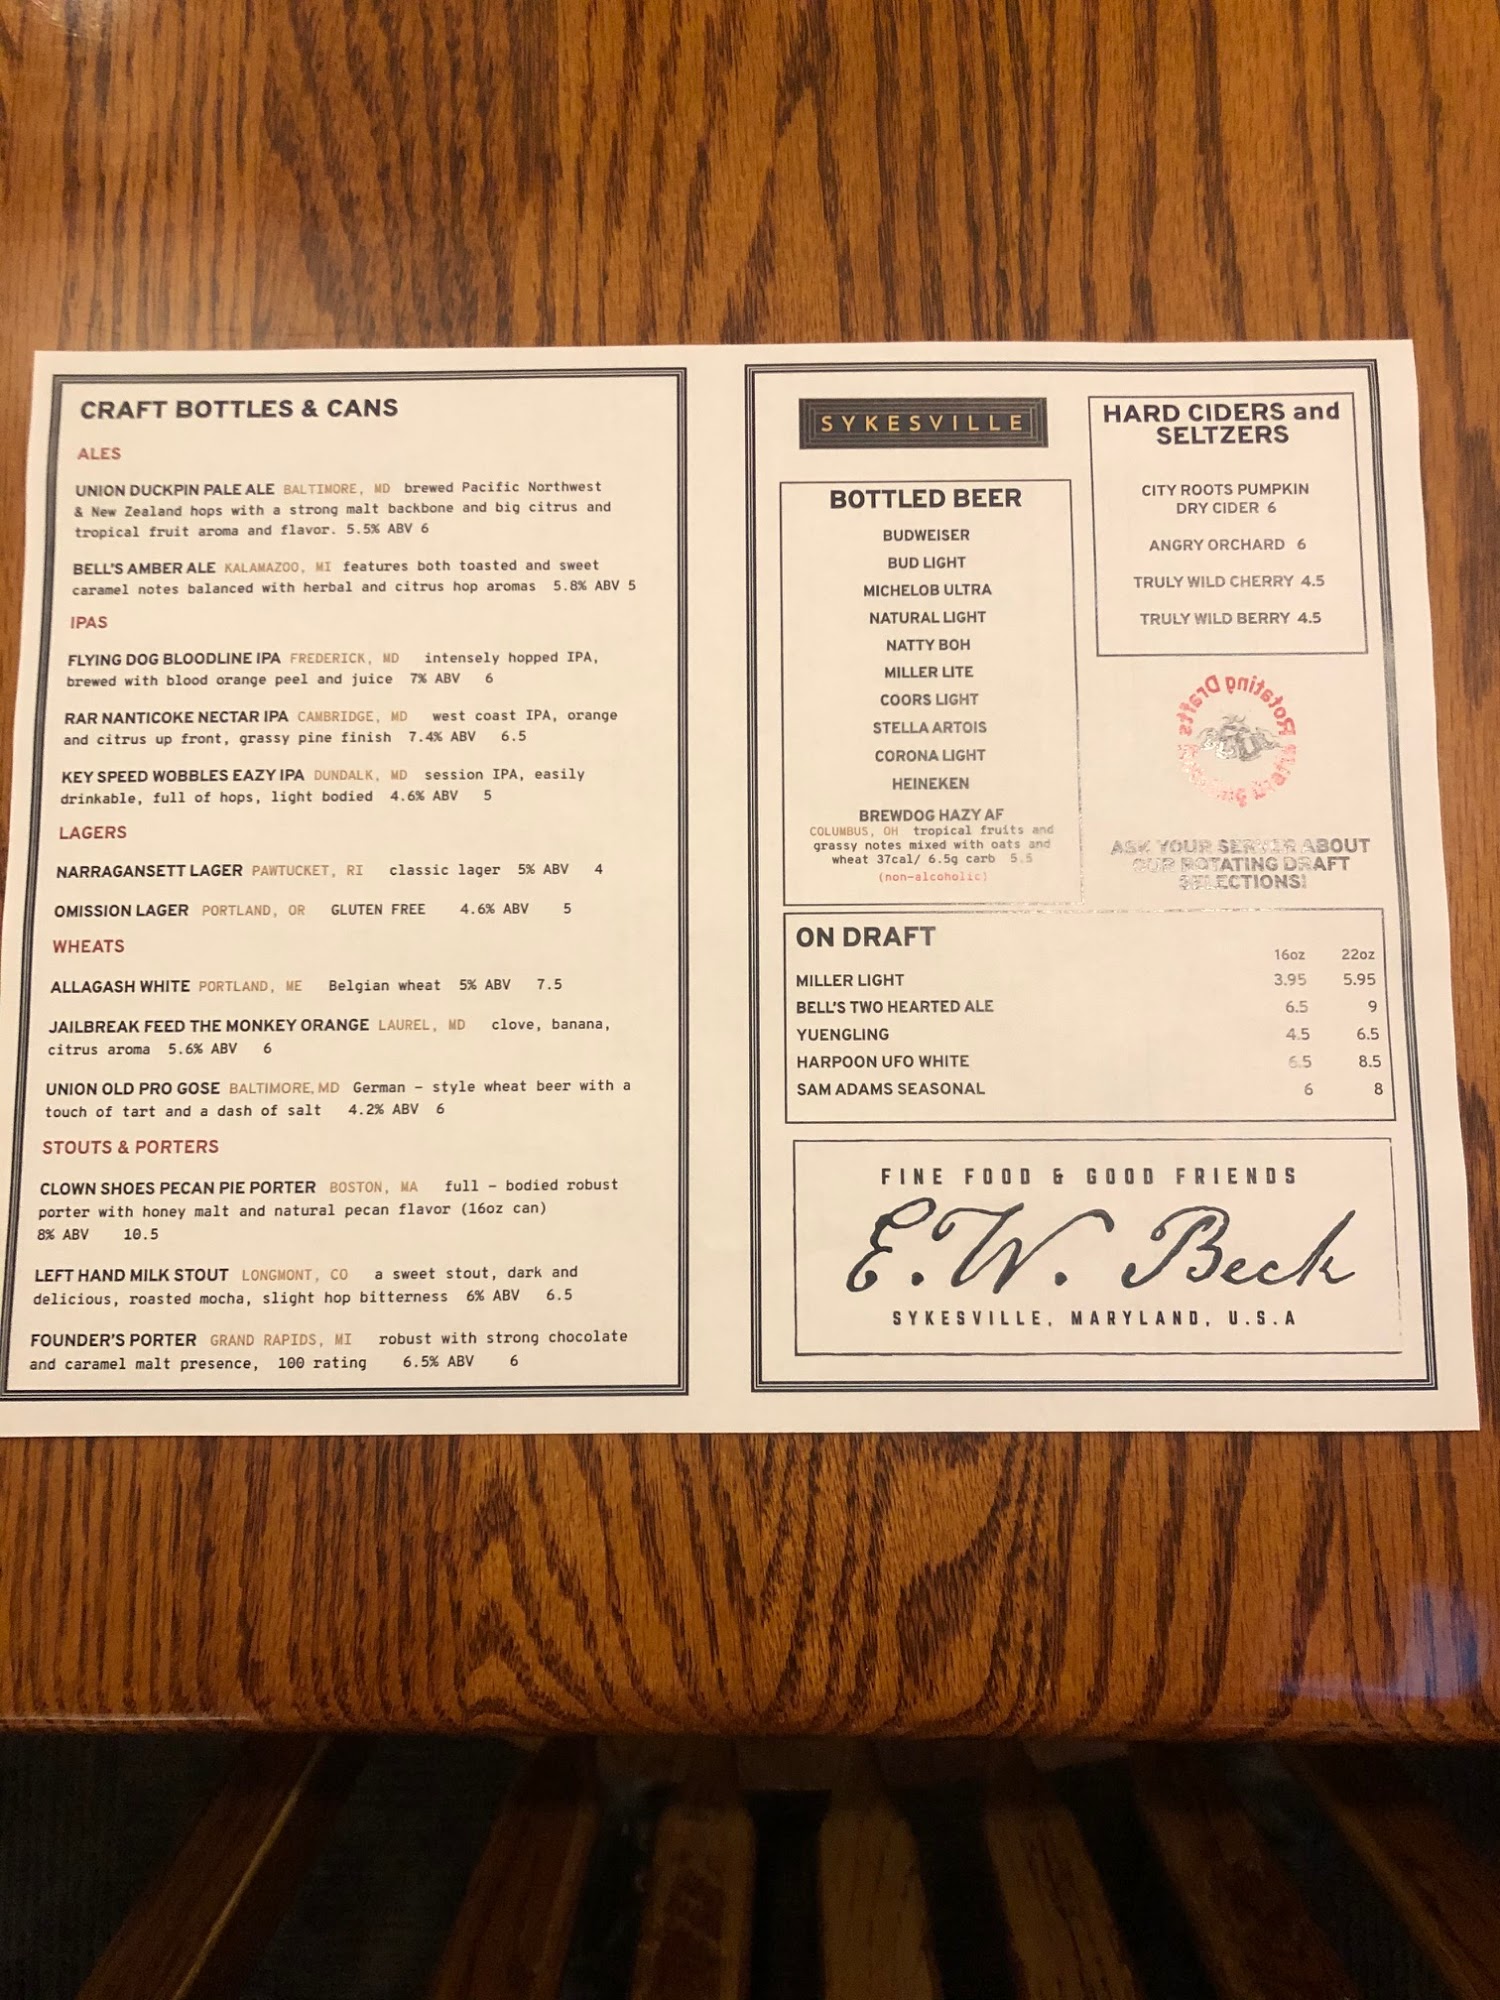 CRAFT BOTTLES & CANS
ALES
UNION DUCKPIN PALE ALE BALTIMORE, MD brewed Pacific Northwest
& New Zealand hops with a strong malt backbone and big citrus and
tropical fruit aroma and flavor. 5.5% ABV 6
BELL'S AMBER ALE KALAMAZOO, MI features both toasted and sweet
caramel notes balanced with herbal and citrus hop aromas 5.8% ABV 5
IPAS
FLYING DOG BLOODLINE IPA FREDERICK, MD intensely hopped IPA,
brewed with blood orange peel and juice 7% ABV 6
RAR NANTICOKE NECTAR IPA CAMBRIDGE, MD west coast IPA, orange
and citrus up front, grassy pine finish 7.4% ABV 6.5
KEY SPEED WOBBLES EAZY IPA DUNDALK, MD session IPA, easily
drinkable, full of hops, light bodied 4.6% ABV 5
LAGERS
NARRAGANSETT LAGER PAWTUCKET, RI classic lager 5% ABV 4
OMISSION LAGER PORTLAND, OR GLUTEN FREE 4.6% ABV 5
WHEATS
ALLAGASH WHITE PORTLAND, ME Belgian wheat 5% ABV 7.5
JAILBREAK FEED THE MONKEY ORANGE LAUREL, MD clove, banana,
citrus aroma 5.6% ABV 6
UNION OLD PRO GOSE BALTIMORE, MD German - style wheat beer with a
touch of tart and a dash of salt 4.2% ABV 6
STOUTS & PORTERS
CLOWN SHOES PECAN PIE PORTER BOSTON, MA full - bodied robust
porter with honey malt and natural pecan flavor (16oz can)
8% ABV 10.5
LEFT HAND MILK STOUT LONGMONT, CO a sweet stout, dark and
delicious, roasted mocha, slight hop bitterness 6% ABV 6.5
FOUNDER'S PORTER GRAND RAPIDS, MI robust with strong chocolate
and caramel malt presence, 100 rating 6.5% ABV 6
SYKESVILLE
BOTTLED BEER
BUDWEISER
BUD LIGHT
MICHELOB ULTRA
NATURAL LIGHT
NATTY BOH
MILLER LITE
COORS LIGHT
STELLA ARTOIS
CORONA LIGHT
HEINEKEN
BREWDOG HAZY AF
COLUMBUS, OH tropical fruits and
grassy notes mixed with oats and
wheat 37cal/ 6.5g carb 5.5
(non-alcoholic)
HARD CIDERS and
SELTZERS
CITY ROOTS PUMPKIN
DRY CIDER 6
ANGRY ORCHARD 6
TRULY WILD CHERRY 4.5
TRULY WILD BERRY 4.5
Rotating Drafts
ASK YOUR SERVER ABOUT
OUR ROTATING DRAFT
SELECTIONS!
ON DRAFT
16oz 22oz
MILLER LIGHT 3.95 5.95
BELL'S TWO HEARTED ALE 6.5 9
YUENGLING 4.5 6.5
HARPOON UFO WHITE 6.5 8.5
SAM ADAMS SEASONAL 6 8
FINE FOOD & GOOD FRIENDS
E.W. Beck
SYKESVILLE, MARYLAND, U.S.A